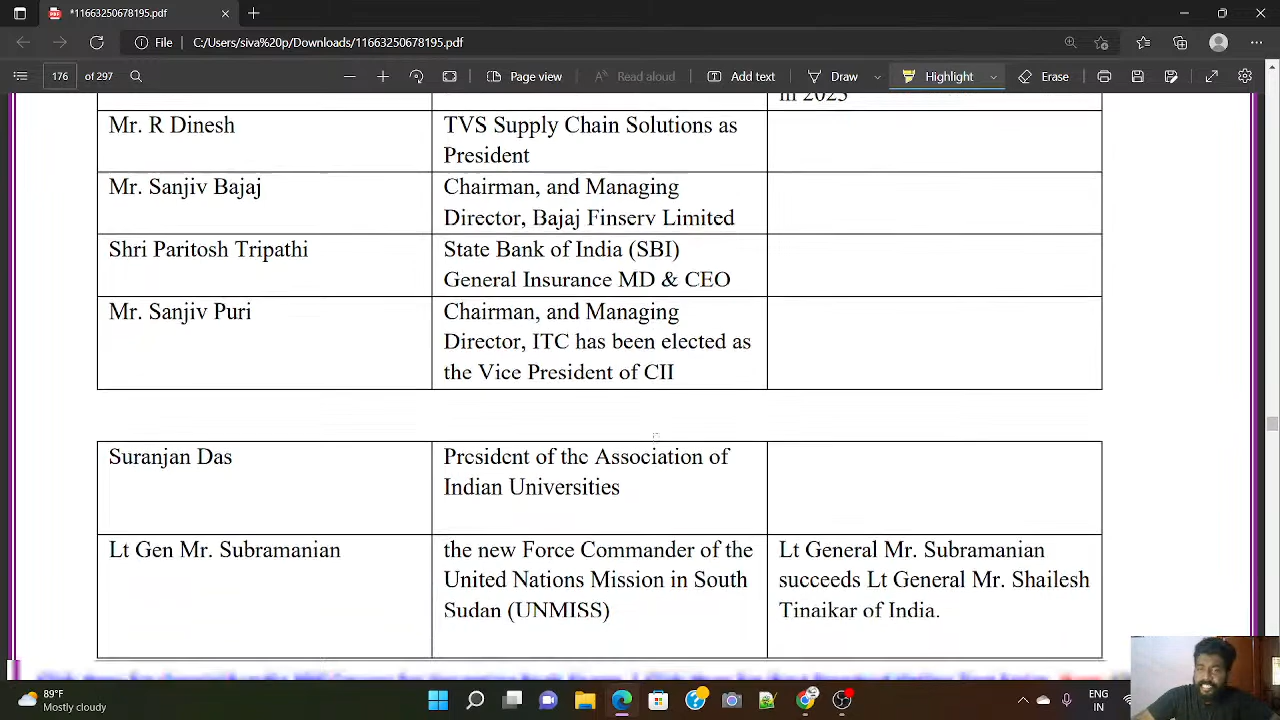 *11663250678195.pdf
File
C:/Users/siva%20p/Downloads/11663250678195.pdf
176 of 297
Page view
Read aloud
Add text
Draw
Highlight
Erase
in 2023
Mr. R Dinesh
TVS Supply Chain Solutions as
President
Mr. Sanjiv Bajaj
Chairman, and Managing
Director, Bajaj Finserv Limited
Shri Paritosh Tripathi
State Bank of India (SBI)
General Insurance MD & CEO
Mr. Sanjiv Puri
Chairman, and Managing
Director, ITC has been elected as
the Vice President of CII
Suranjan Das
President of the Association of
Indian Universities
Lt Gen Mr. Subramanian
the new Force Commander of the
United Nations Mission in South
Sudan (UNMISS)
Lt General Mr. Subramanian
succeeds Lt General Mr. Shailesh
Tinaikar of India.
89°F
Mostly cloudy
ENG
IN